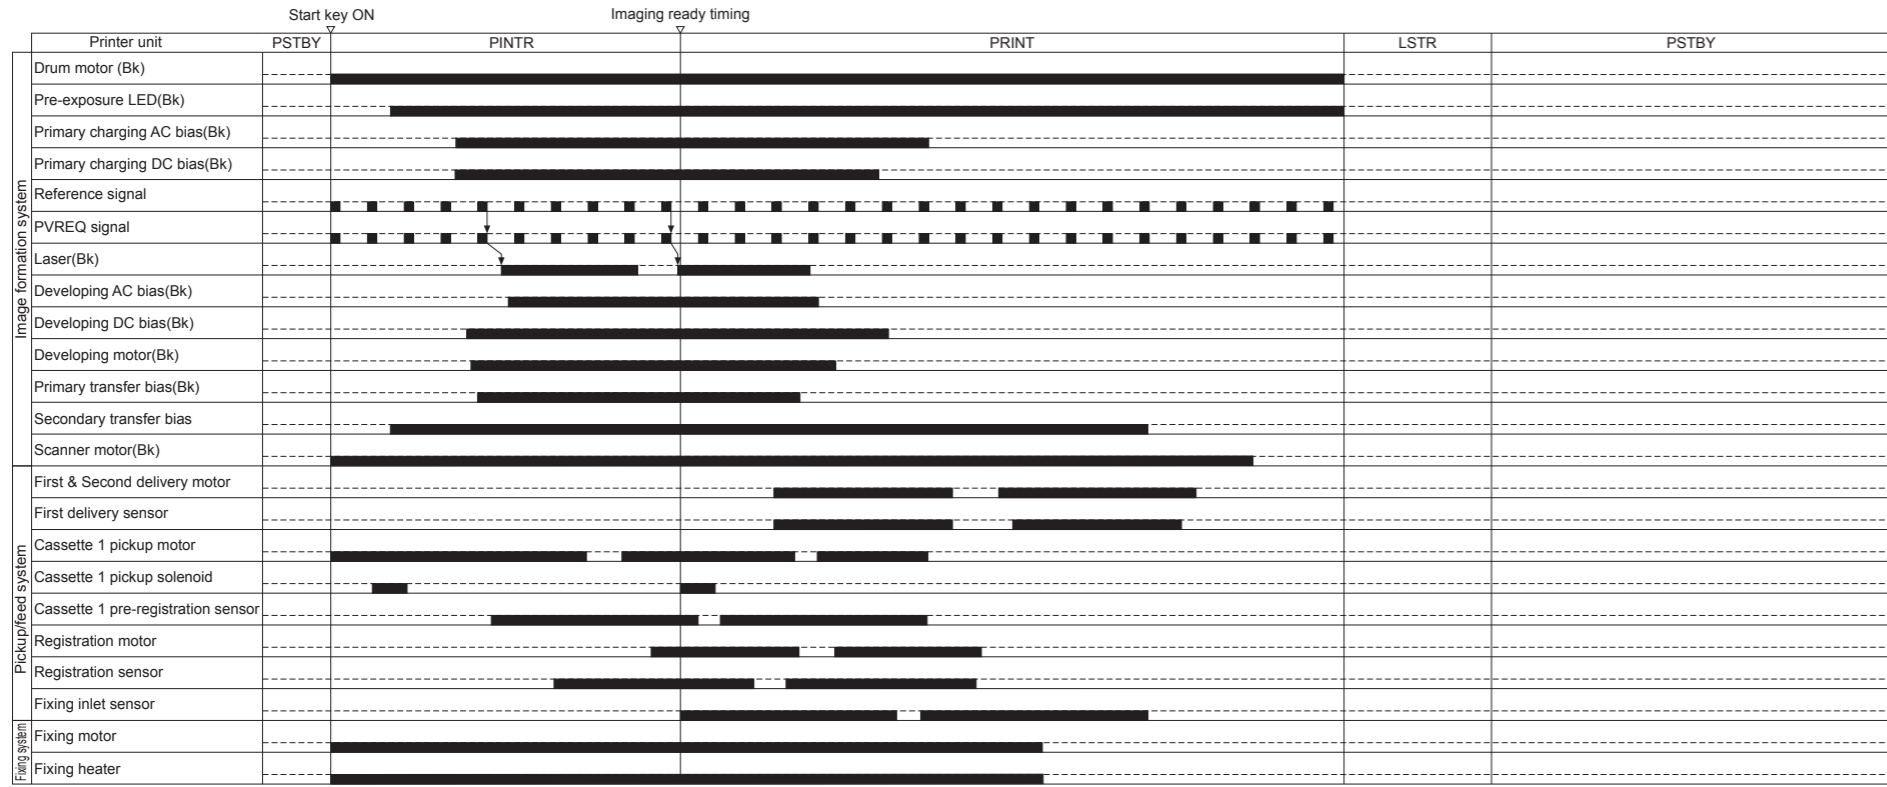 Start key ON Imaging ready timing
Printer unit PSTBY PINTR PRINT LSTR PSTBY
Image formation system
Drum motor (Bk)
Pre-exposure LED(Bk)
Primary charging AC bias(Bk)
Primary charging DC bias(Bk)
Reference signal
PVREQ signal
Laser(Bk)
Developing AC bias(Bk)
Developing DC bias(Bk)
Developing motor(Bk)
Primary transfer bias(Bk)
Secondary transfer bias
Scanner motor(Bk)
Pickup/feed system
First & Second delivery motor
First delivery sensor
Cassette 1 pickup motor
Cassette 1 pickup solenoid
Cassette 1 pre-registration sensor
Registration motor
Registration sensor
Fixing inlet sensor
Fixing system
Fixing motor
Fixing heater